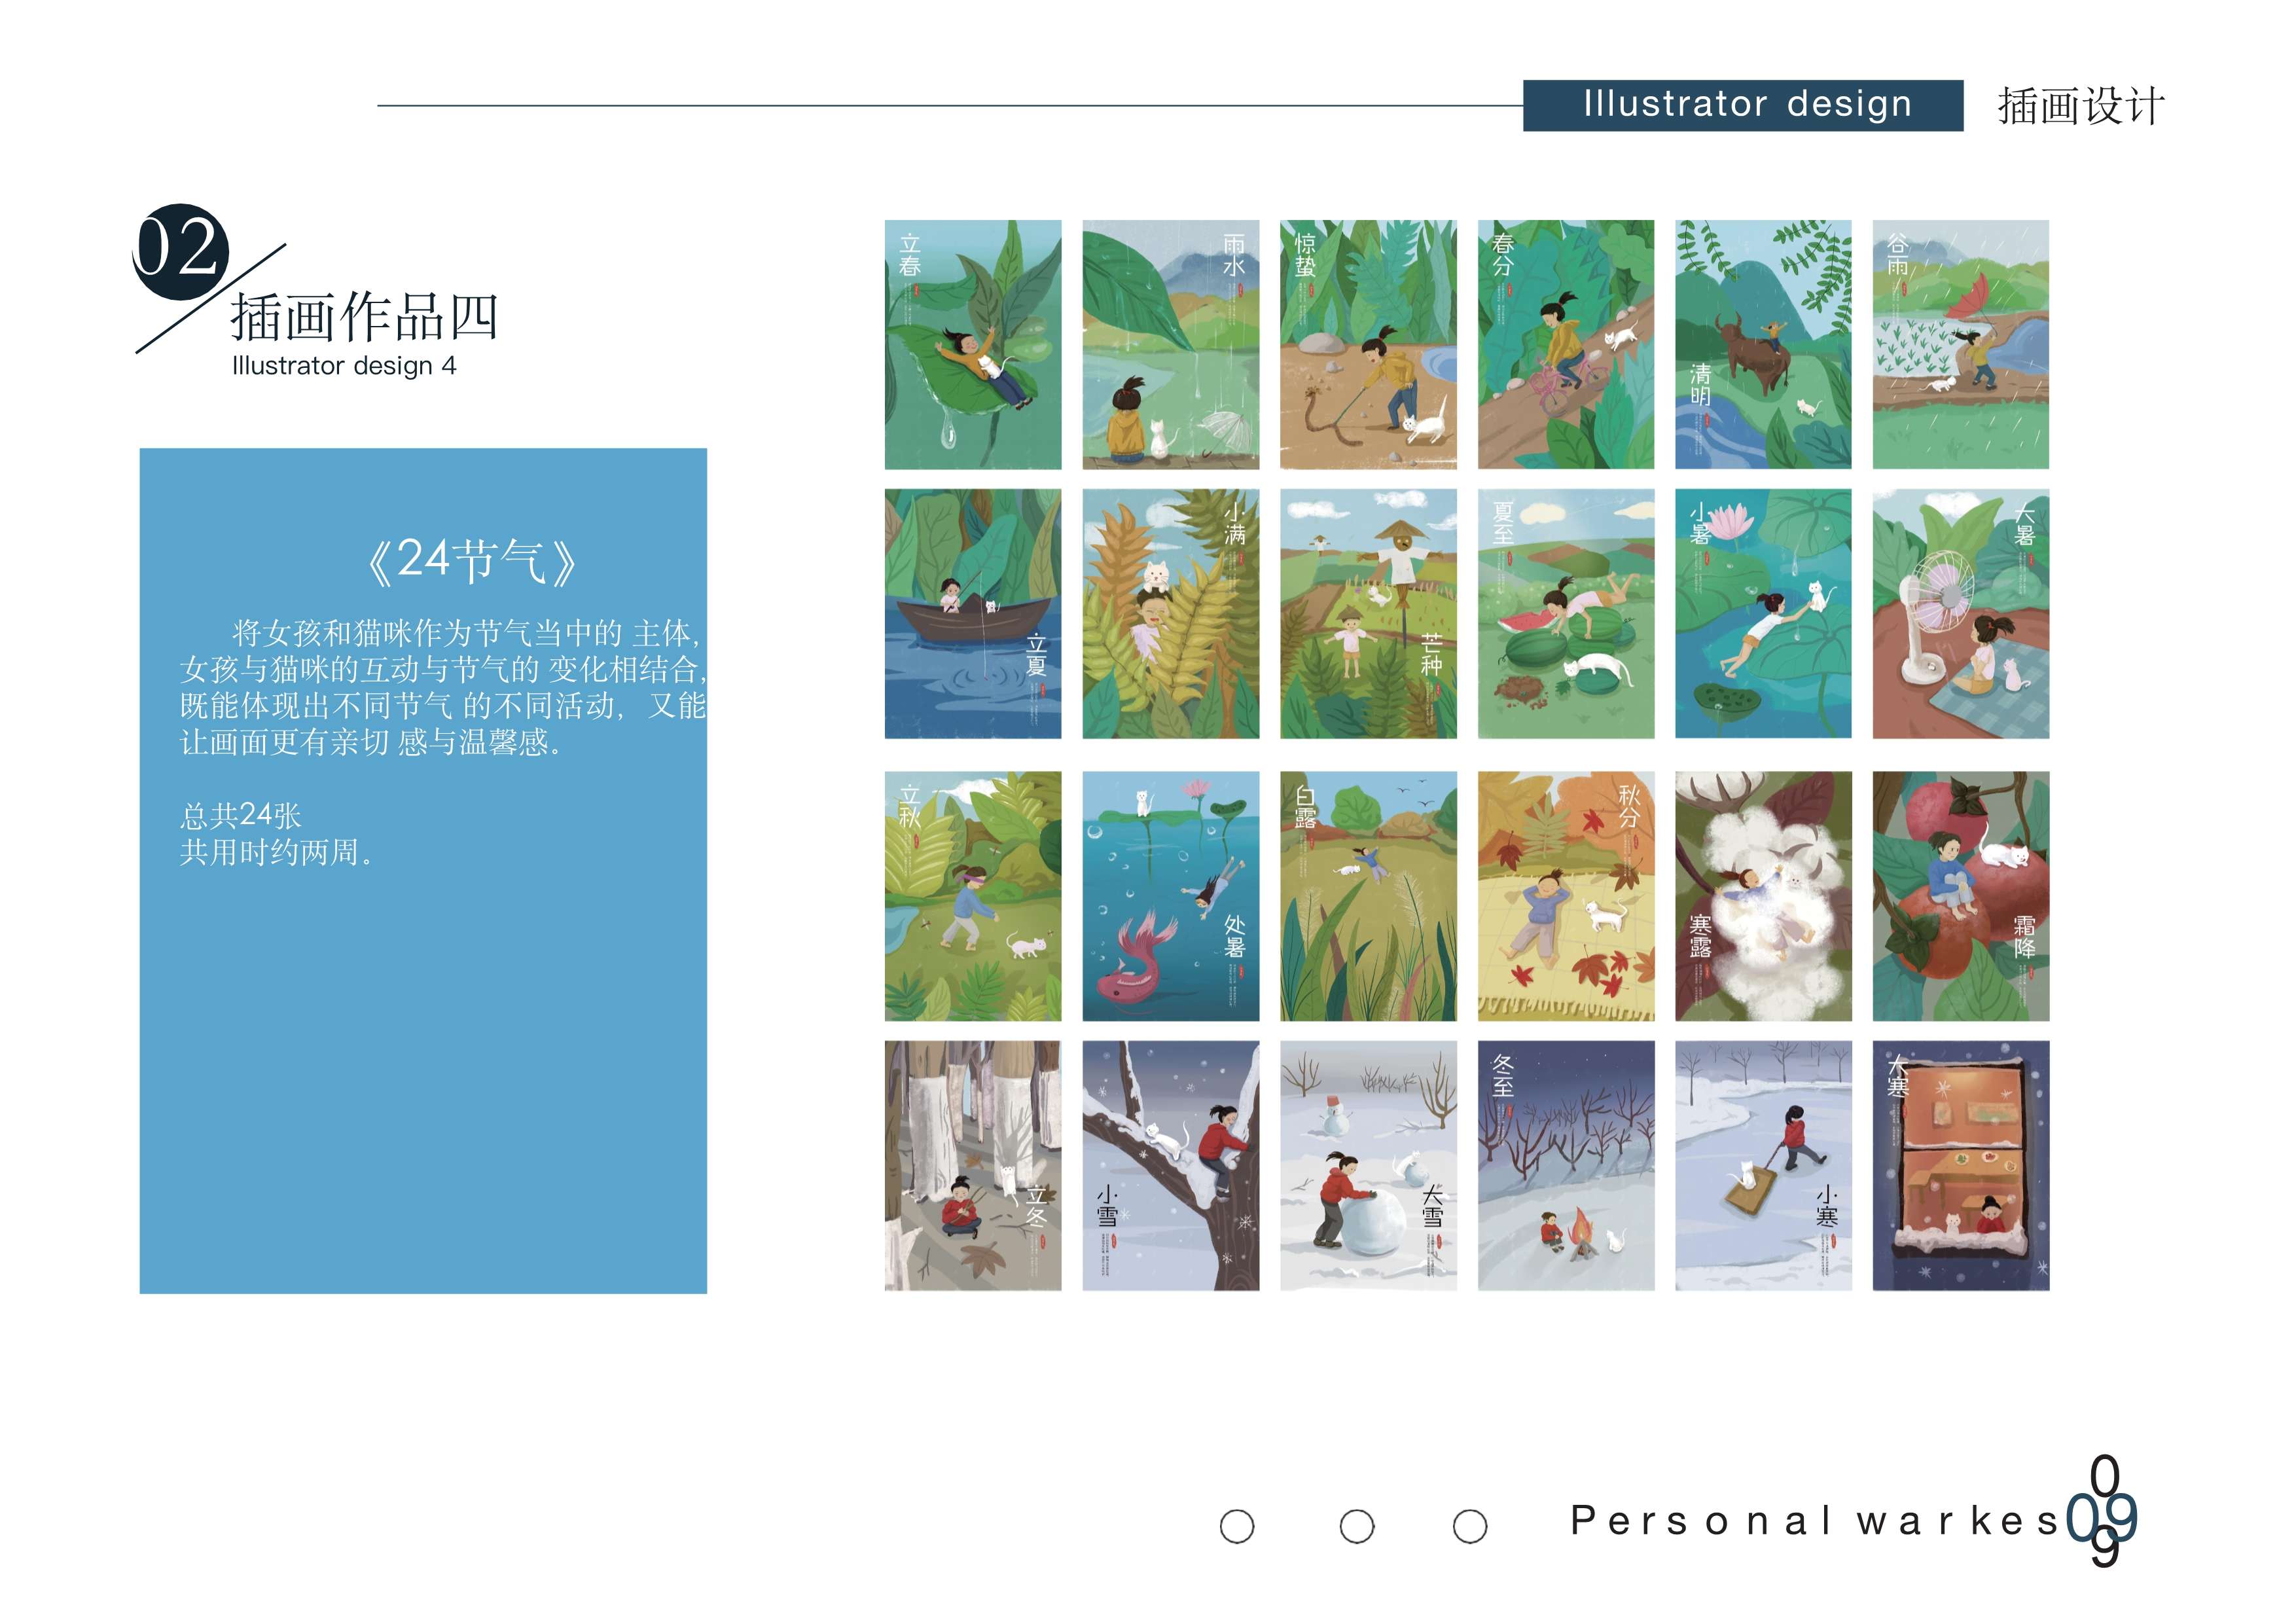 Illustrator design
插画设计
02
插画作品四
Illustrator design 4
《24节气》
将女孩和猫咪作为节气当中的 主体,
女孩与猫咪的互动与节气的 变化相结合,
既能体现出不同节气 的不同活动, 又能
让画面更有亲切 感与温馨感。
总共24张
共用时约两周。
立春
雨水
惊蛰
春分
清明
谷雨
立夏
小满
芒种
夏至
小暑
大暑
立秋
处暑
白露
秋分
寒露
霜降
立冬
小雪
大雪
冬至
小寒
大寒
Personal warkes
09
09